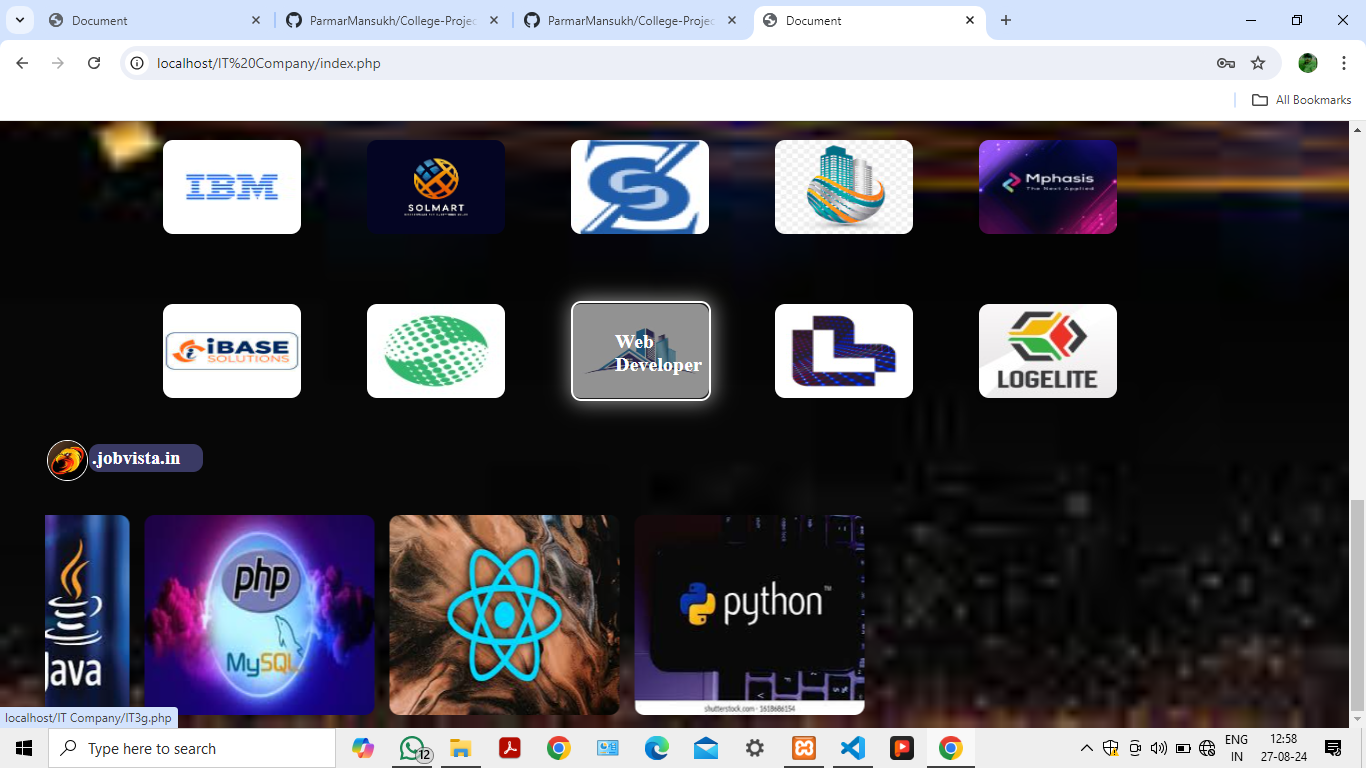 Document
ParmarMansukh/College-Projec
ParmarMansukh/College-Projec
Document
localhost/IT%20Company/index.php
All Bookmarks
IBM
SOLMART
Mphasis
The Next Applied
iBASE
SOLUTIONS
Web
Developer
LOGELITE
.jobvista.in
Java
php
MySQL
python™
shutterstock.com · 1618686154
localhost/IT Company/IT3g.php
Type here to search
12
ENG
IN
12:58
27-08-24